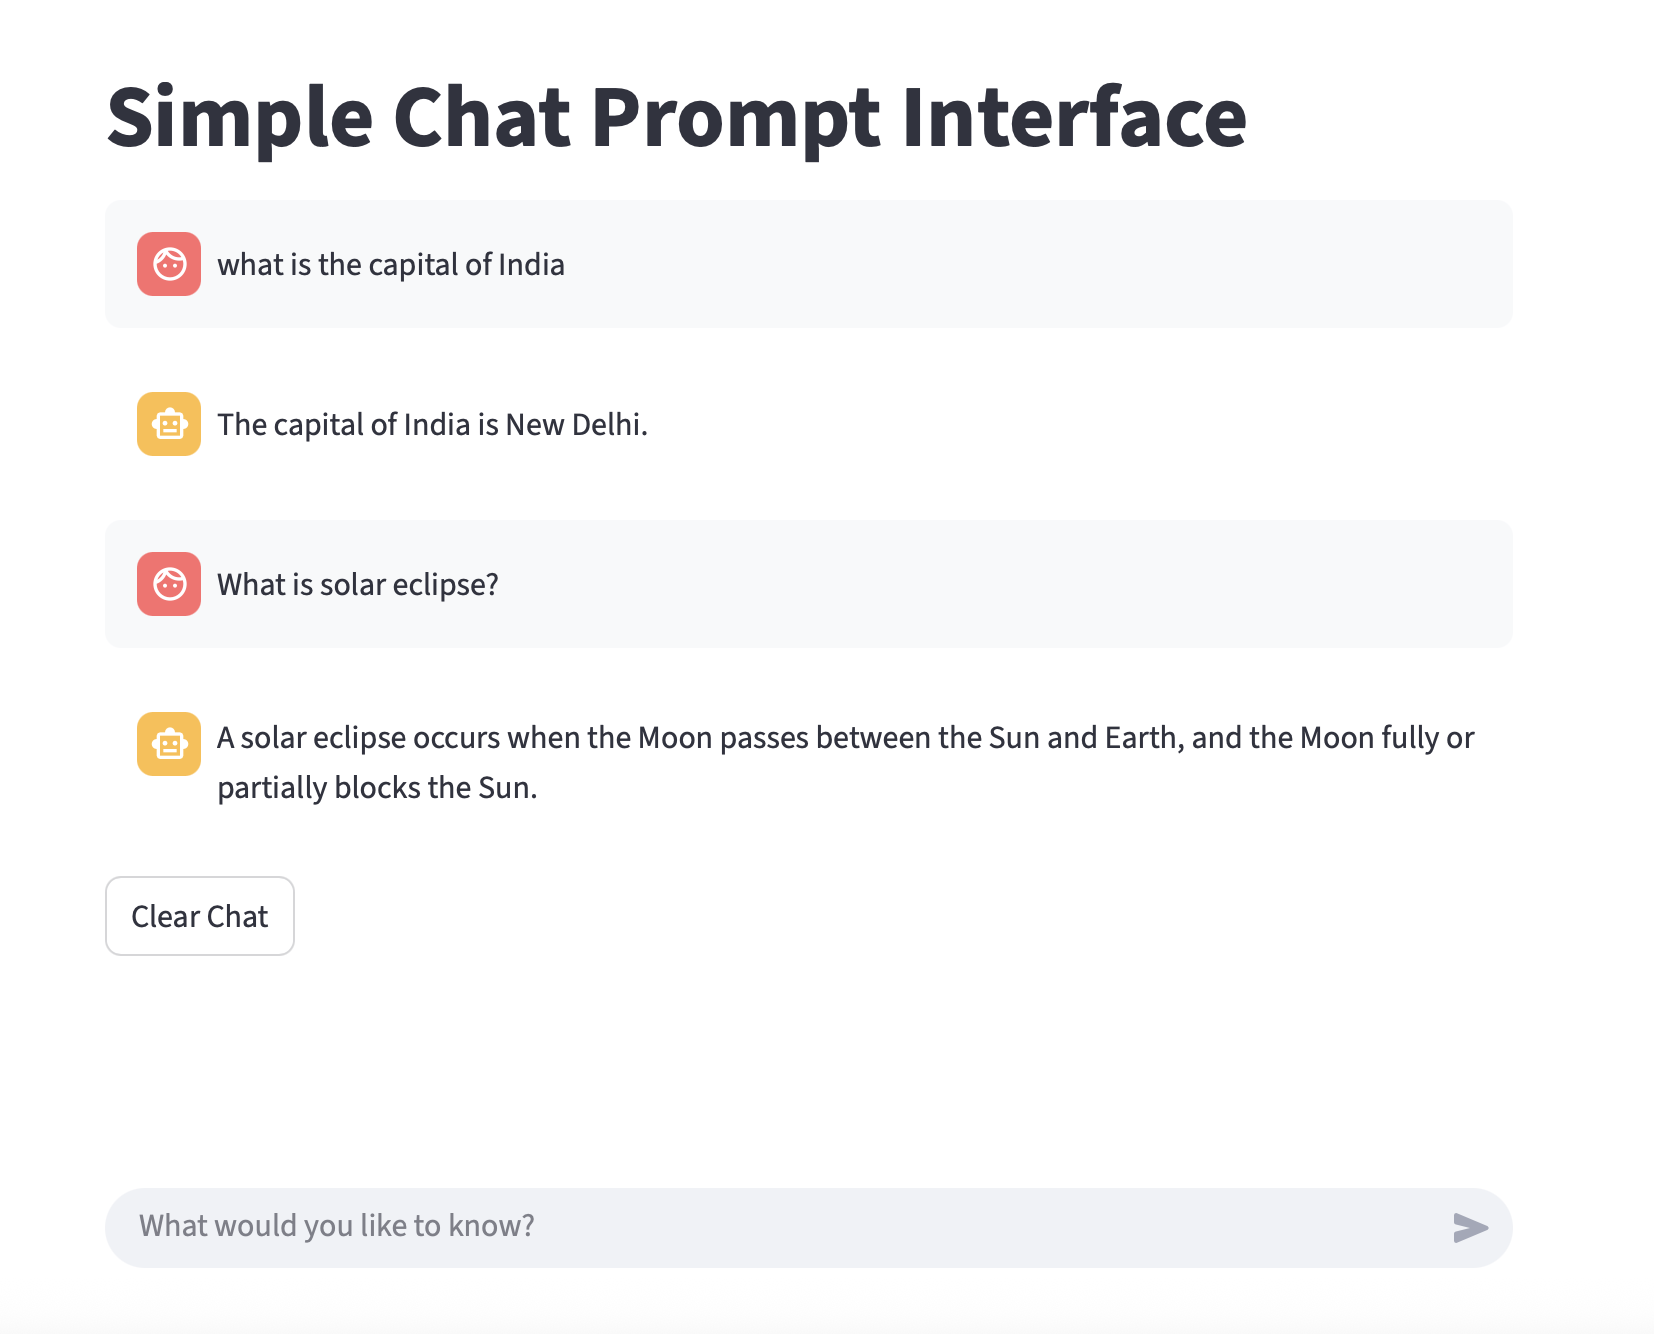 Simple Chat Prompt Interface
what is the capital of India
The capital of India is New Delhi.
What is solar eclipse?
A solar eclipse occurs when the Moon passes between the Sun and Earth, and the Moon fully or
partially blocks the Sun.
Clear Chat
What would you like to know?